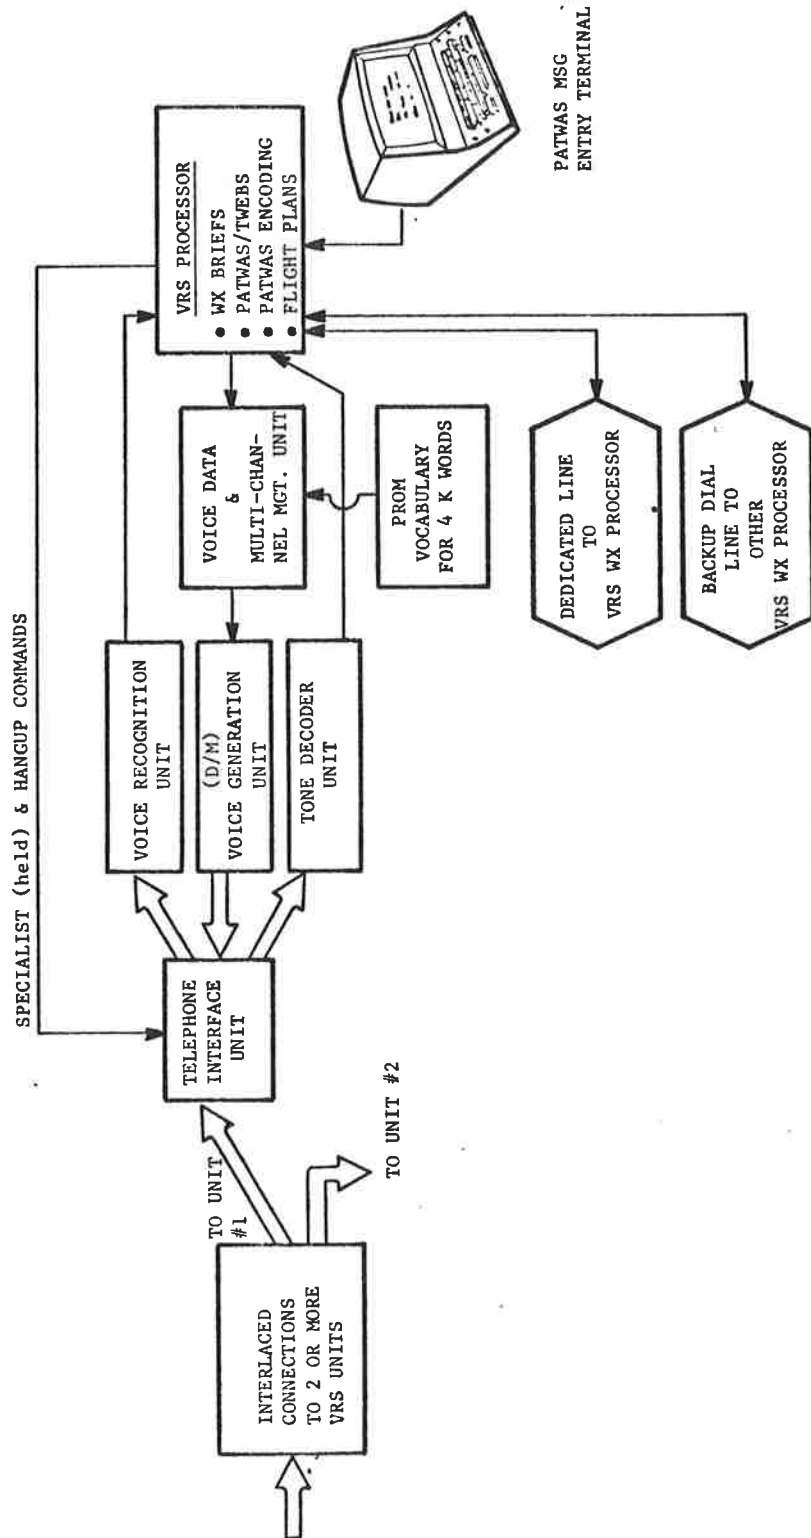 SPECIALIST (held) & HANGUP COMMANDS
INTERLACED
CONNECTIONS
TO 2 OR MORE
VRS UNITS
TO UNIT
#1
TO UNIT #2
TELEPHONE
INTERFACE
UNIT
VOICE RECOGNITION
UNIT
(D/M)
VOICE GENERATION
UNIT
TONE DECODER
UNIT
VOICE DATA
&
MULTI-CHAN-
NEL MGT. UNIT
PROM
VOCABULARY
FOR 4 K WORDS
VRS PROCESSOR
● WX BRIEFS
● PATWAS/TWEBS
● PATWAS ENCODING
● FLIGHT PLANS
PATWAS MSG
ENTRY TERMINAL
DEDICATED LINE
TO
VRS WX PROCESSOR
BACKUP DIAL
LINE TO
OTHER
VRS WX PROCESSOR